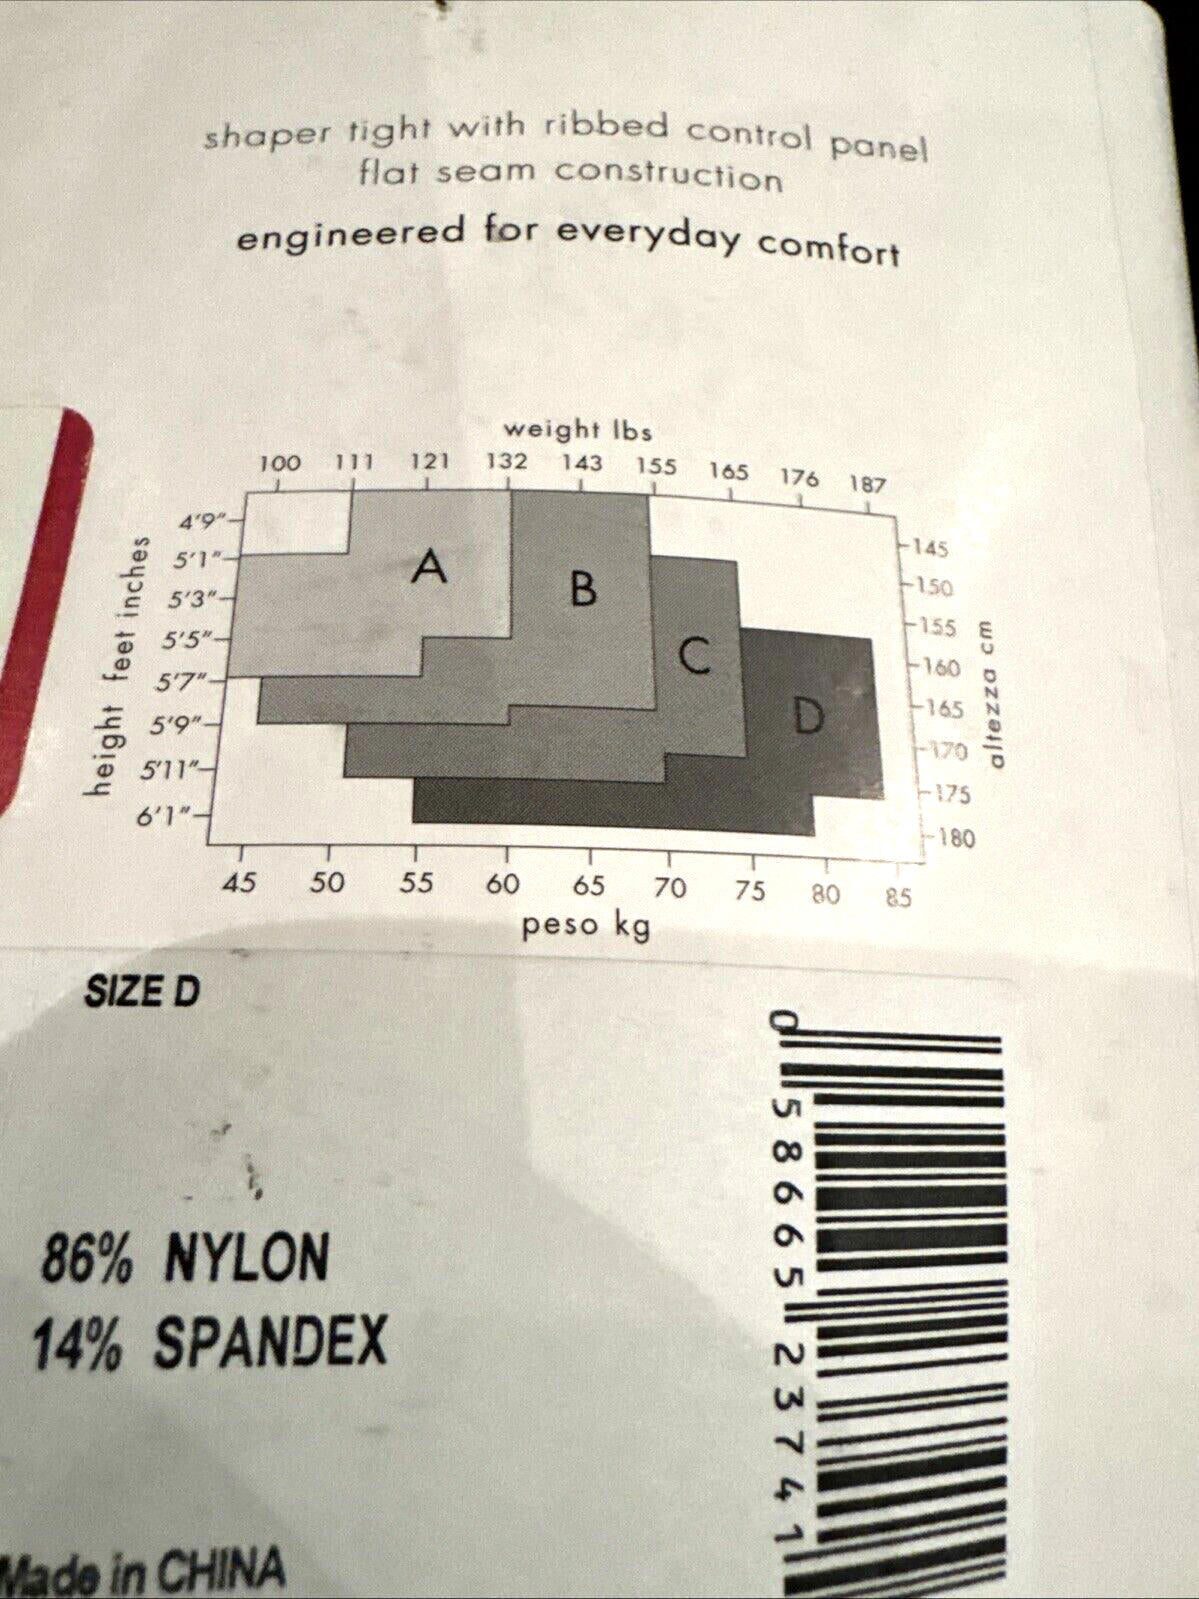 shaper tight with ribbed control panel
flat seam construction
engineered for everyday comfort
weight lbs
100 111 121 132 143 155 165 176 187
height feet inches
4'9"
5'1"
5'3"
5'5"
5'7"
5'9"
5'11"
6'1"
A
B
C
D
145
150
155
160
165
170
175
180
altezza cm
45 50 55 60 65 70 75 80 85
peso kg
SIZE D
86% NYLON
14% SPANDEX
Made in CHINA
0 58665 23741